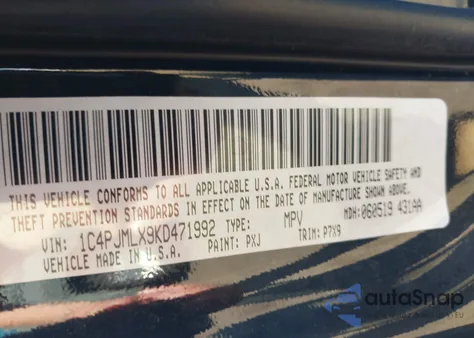 THIS VEHICLE CONFORMS TO ALL APPLICABLE U.S.A. FEDERAL MOTOR VEHICLE SAFETY AND
THEFT PREVENTION STANDARDS IN EFFECT ON THE DATE OF MANUFACTURE SHOWN ABOVE.
VIN: 1C4PJMLX9KD471992 TYPE: MPV MDH: 060519 431AA
VEHICLE MADE IN U.S.A. PAINT: PXJ TRIM: P7X9
autoSnap